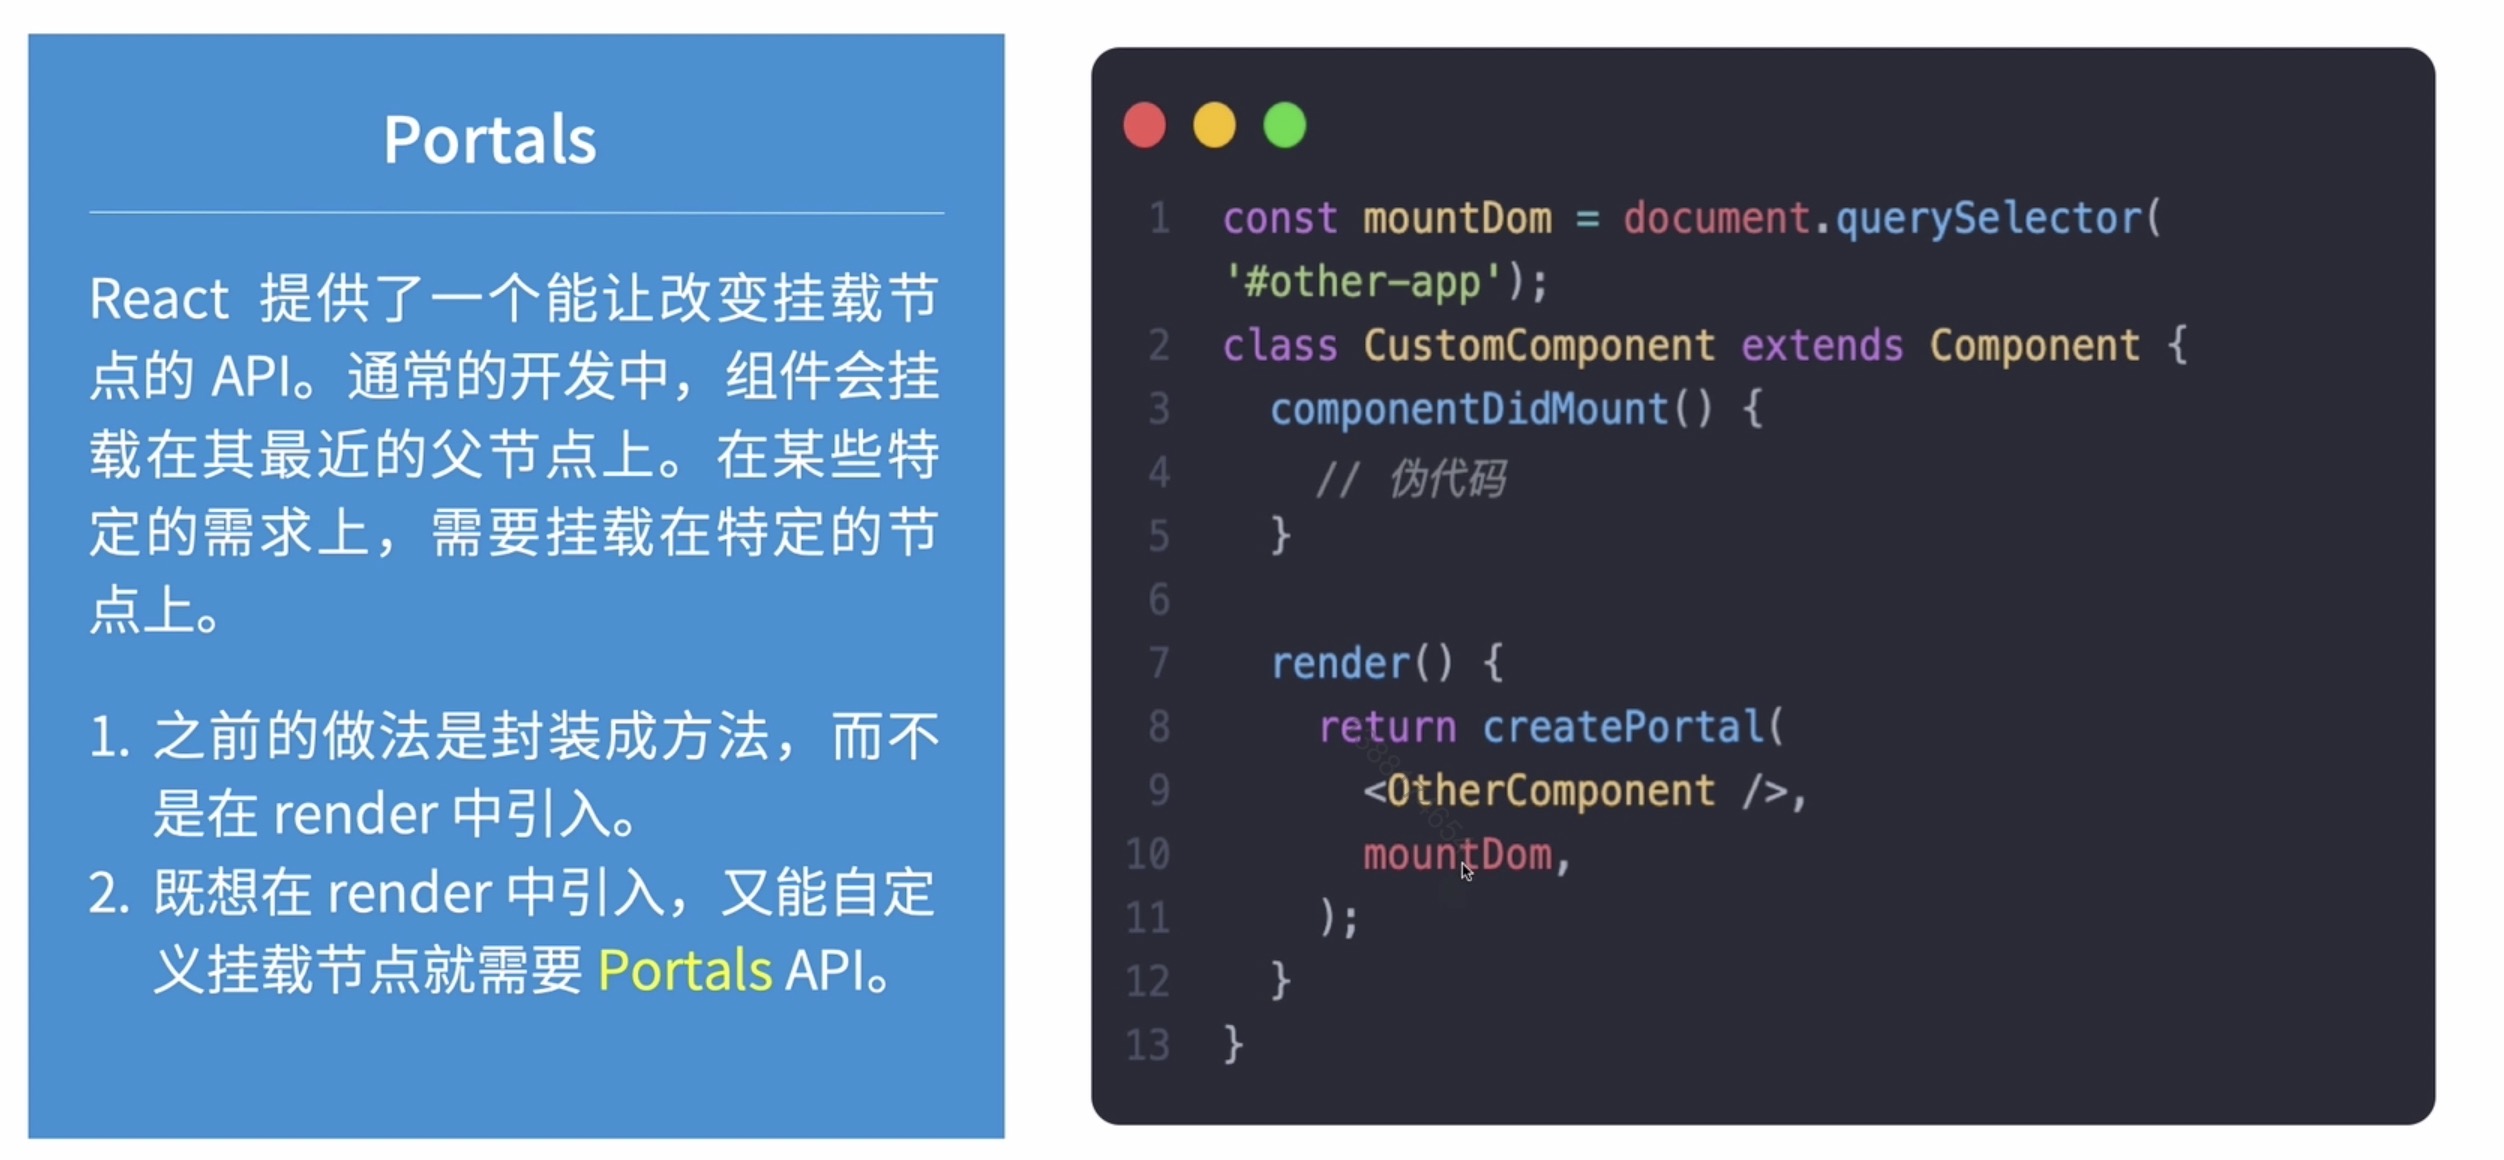 Portals
React 提供了一个能让改变挂载节
点的 API。通常的开发中，组件会挂
载在其最近的父节点上。在某些特
定的需求上，需要挂载在特定的节
点上。
1. 之前的做法是封装成方法，而不
是在 render 中引入。
2. 既想在 render 中引入，又能自定
义挂载节点就需要 Portals API。
1 const mountDom = document.querySelector(
'#other-app');
2 class CustomComponent extends Component {
3 componentDidMount() {
4 // 伪代码
5 }
6
7 render() {
8 return createPortal(
9 <OtherComponent />,
10 mountDom,
11 );
12 }
13 }